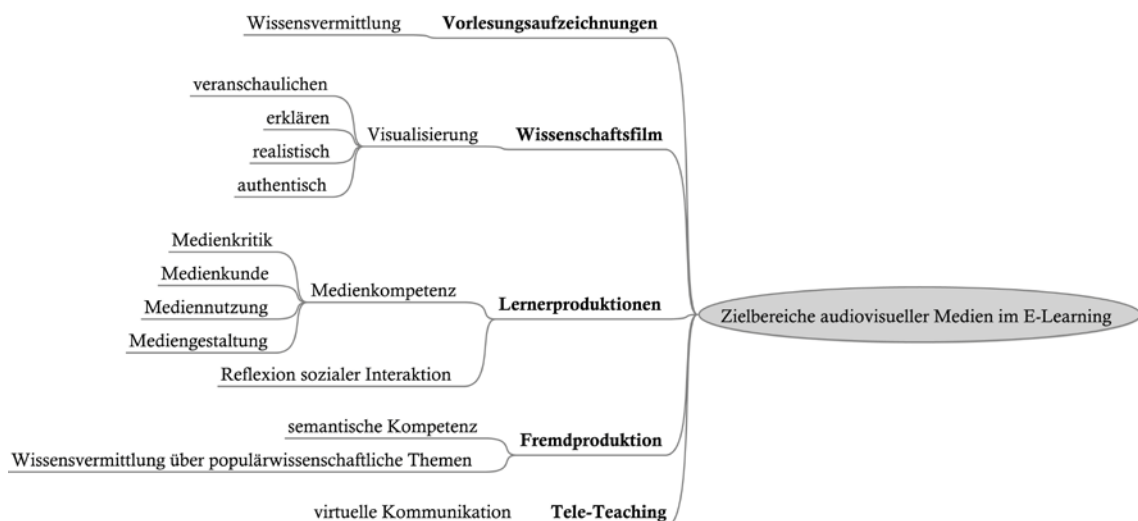 Wissensvermittlung
Vorlesungsaufzeichnungen
veranschaulichen
erklären
realistisch
authentisch
Visualisierung
Wissenschaftsfilm
Medienkritik
Medienkunde
Mediennutzung
Mediengestaltung
Medienkompetenz
Reflexion sozialer Interaktion
Lernerproduktionen
Zielbereiche audiovisueller Medien im E-Learning
semantische Kompetenz
Wissensvermittlung über populärwissenschaftliche Themen
Fremdproduktion
virtuelle Kommunikation
Tele-Teaching